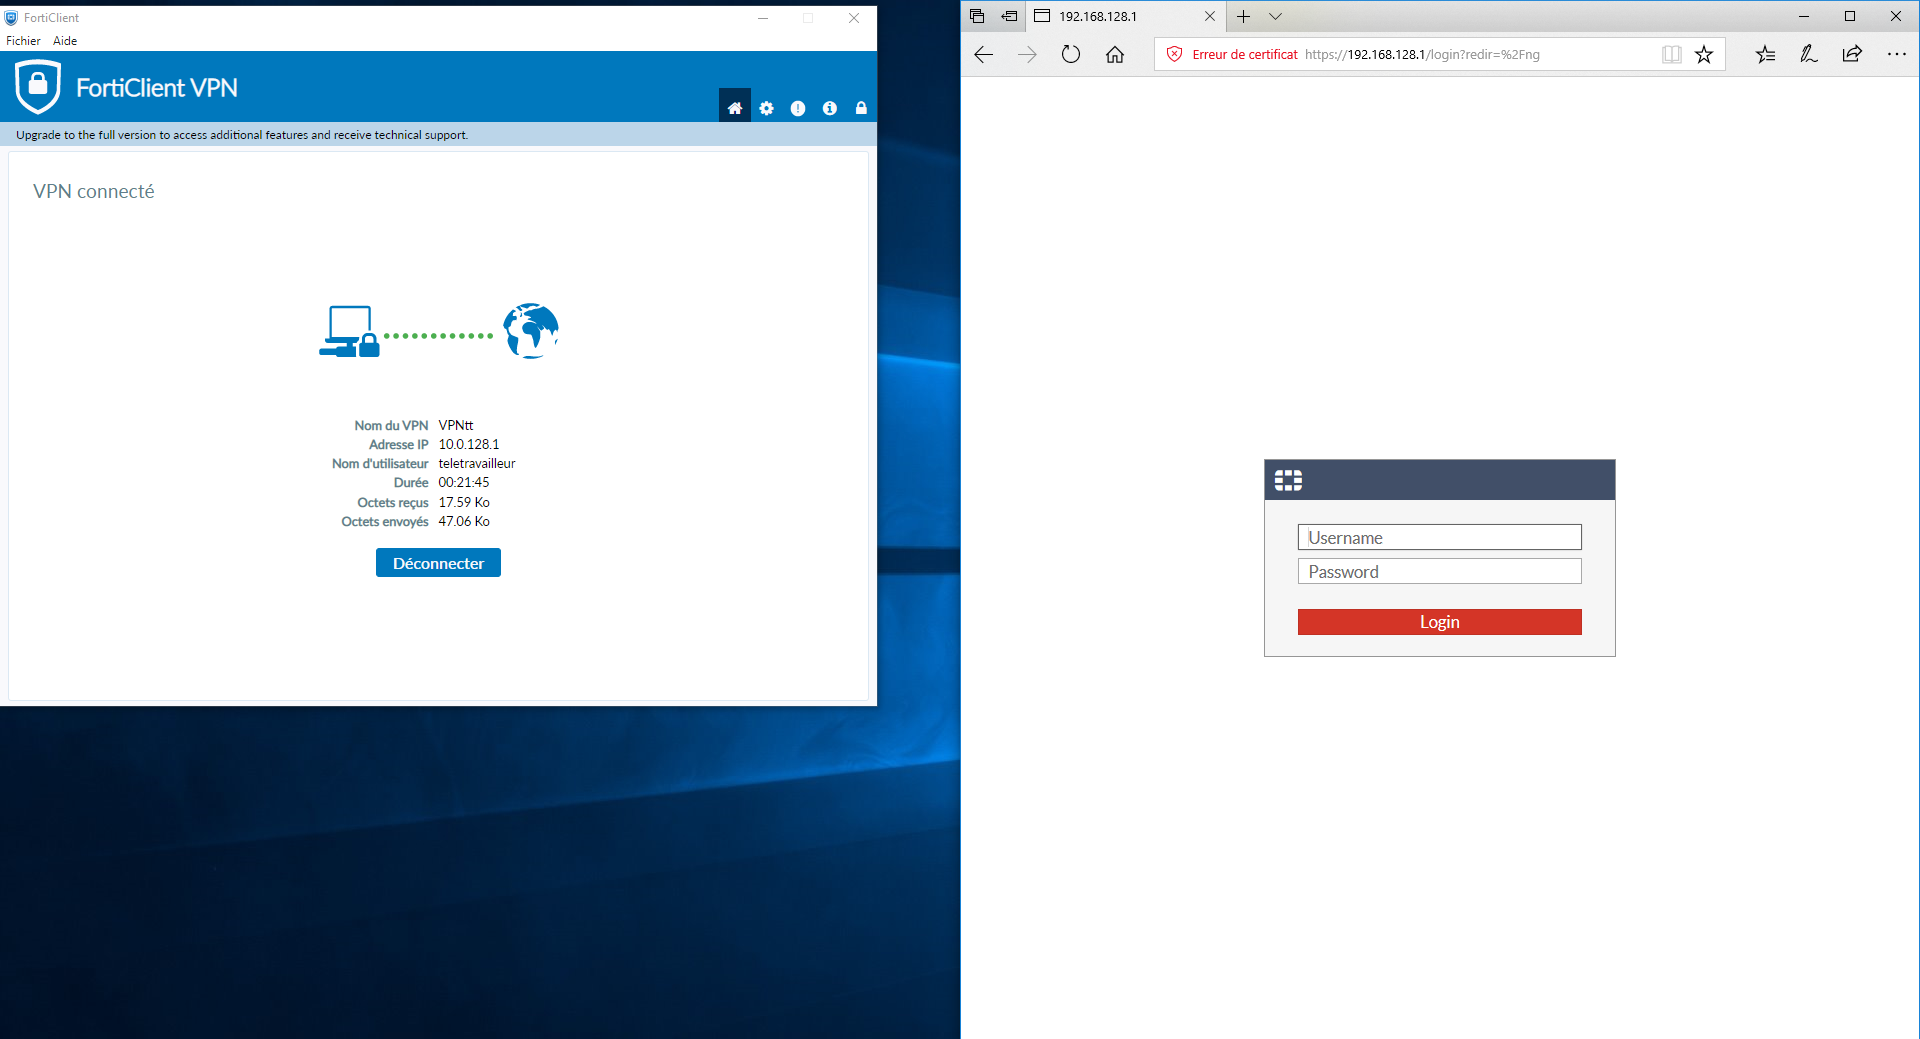 FortiClient
Fichier Aide
FortiClient VPN
Upgrade to the full version to access additional features and receive technical support.
VPN connecté
Nom du VPN VPNtt
Adresse IP 10.0.128.1
Nom d'utilisateur teletravailleur
Durée 00:21:45
Octets reçus 17.59 Ko
Octets envoyés 47.06 Ko
Déconnecter
192.168.128.1
Erreur de certificat https://192.168.128.1/login?redir=%2Fng
Username
Password
Login